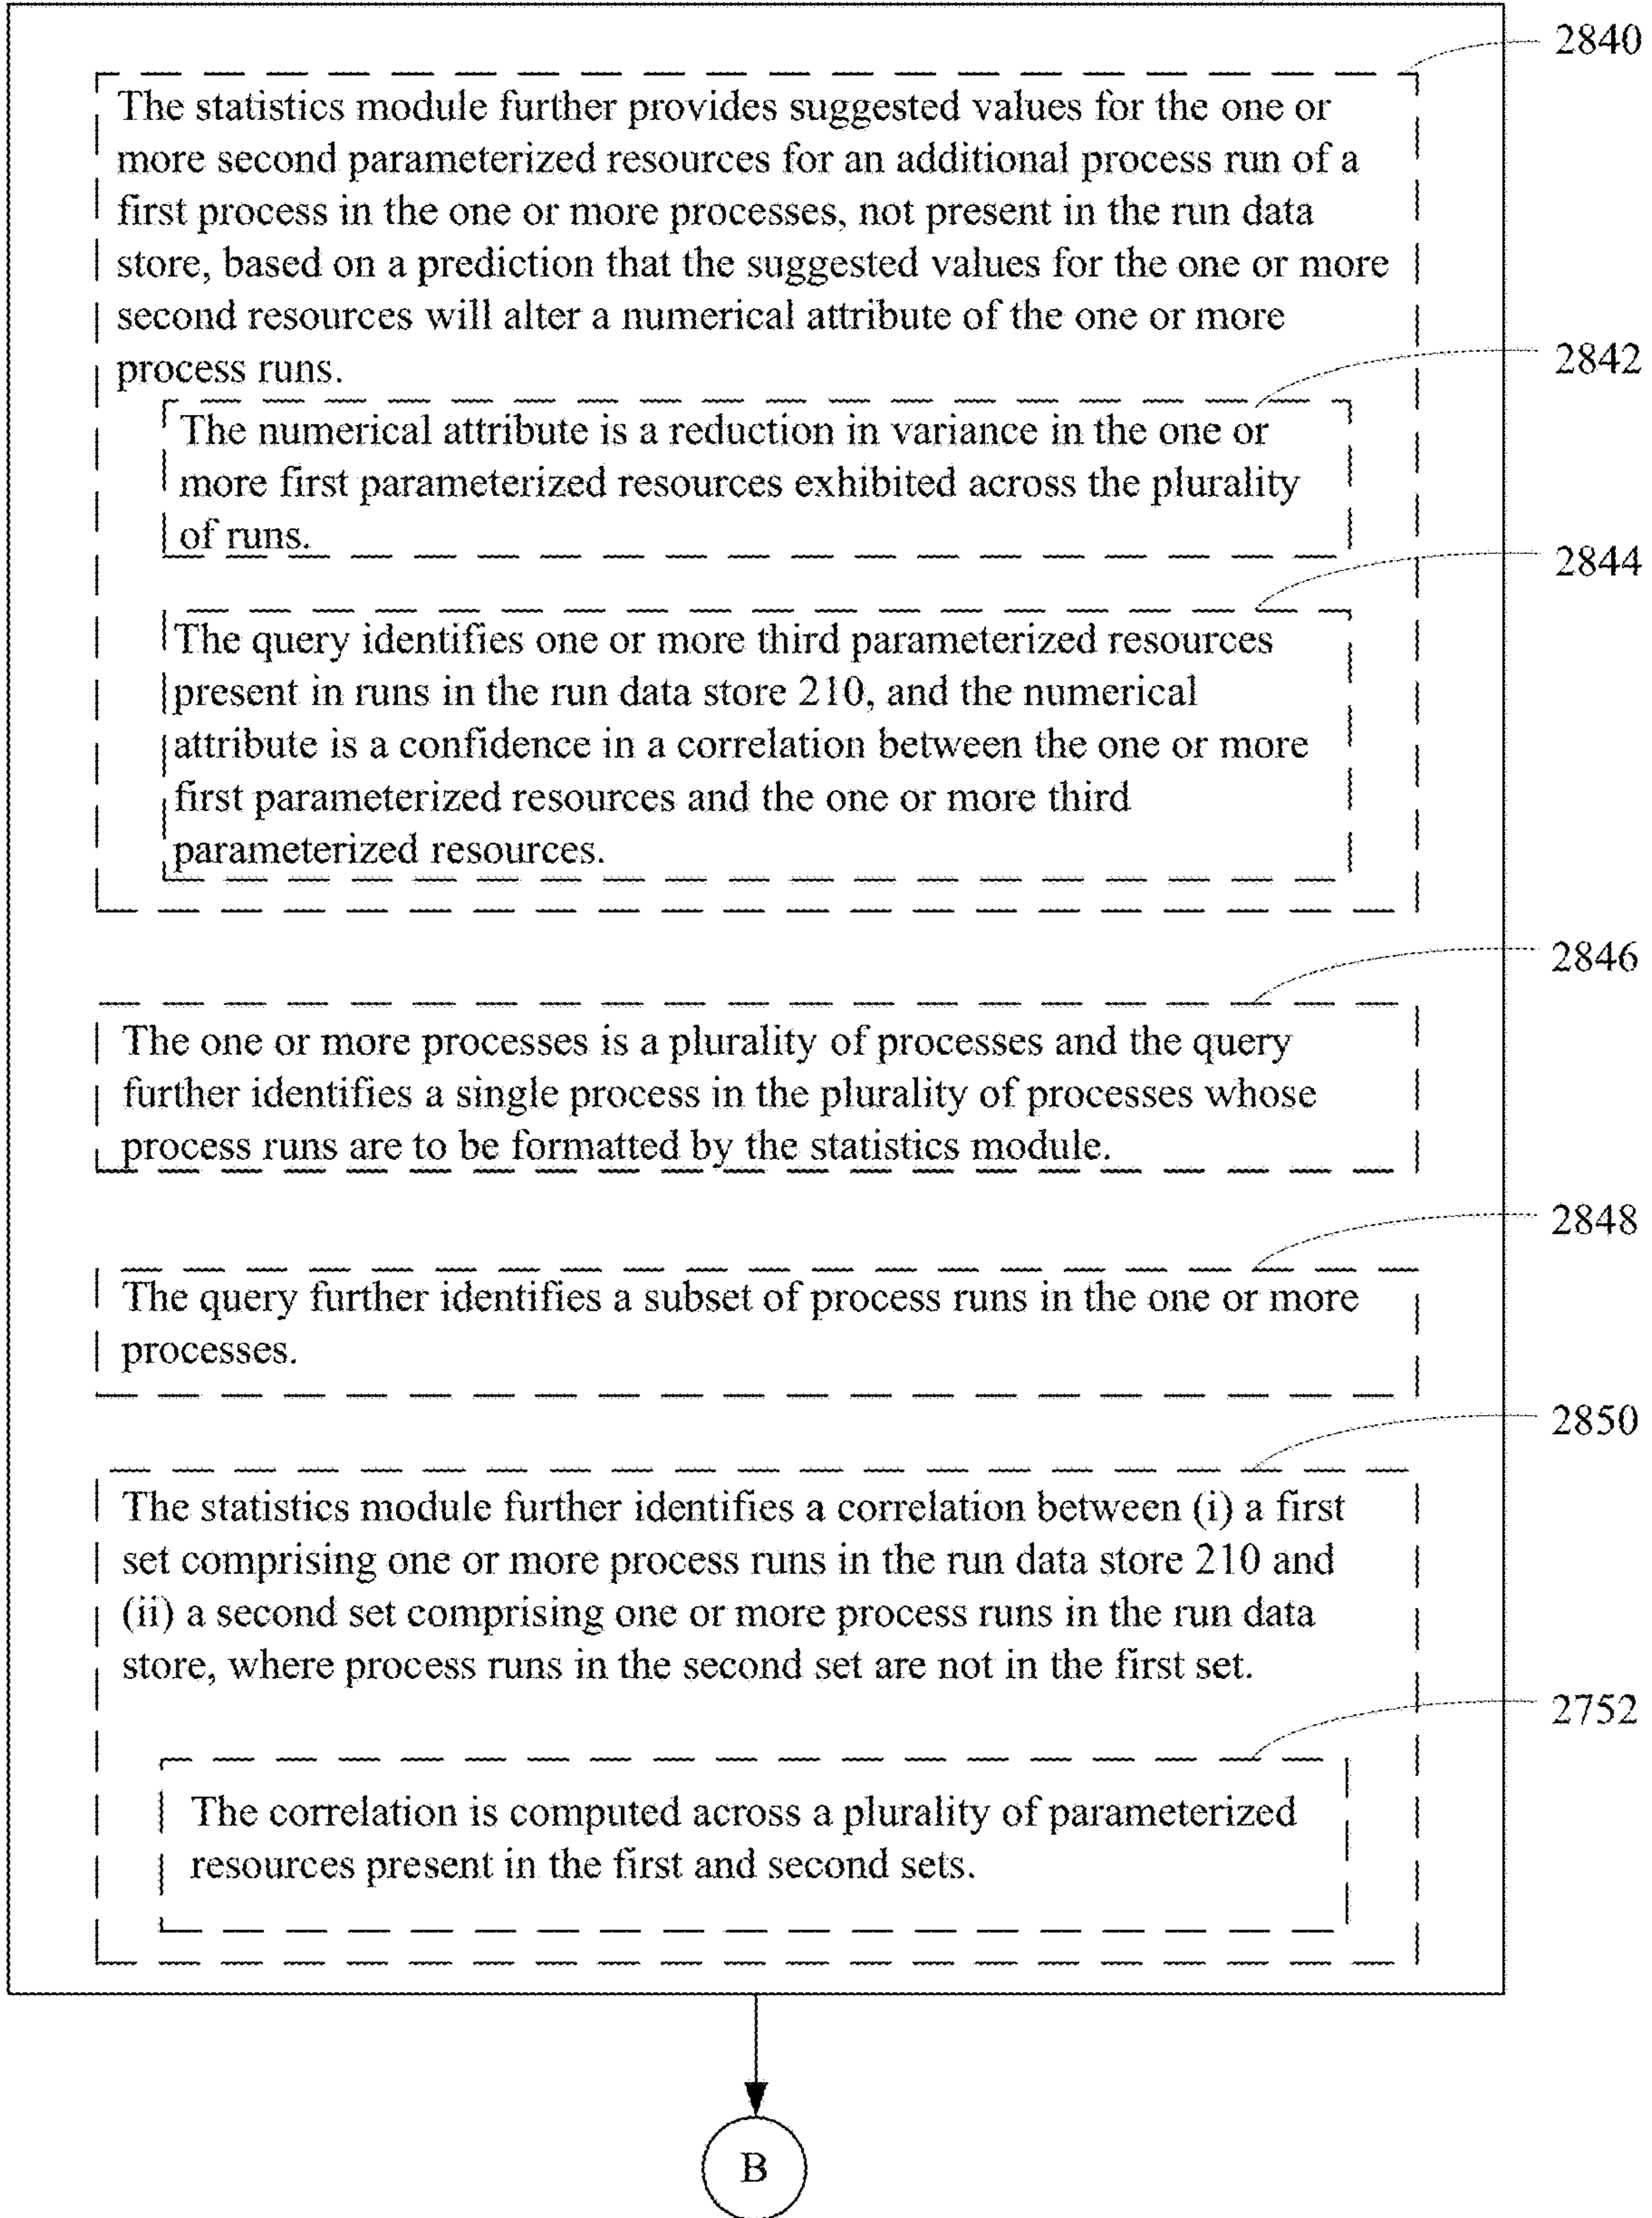 2840
The statistics module further provides suggested values for the one or
more second parameterized resources for an additional process run of a
first process in the one or more processes, not present in the run data
store, based on a prediction that the suggested values for the one or more
second resources will alter a numerical attribute of the one or more
process runs.
2842
The numerical attribute is a reduction in variance in the one or
more first parameterized resources exhibited across the plurality
of runs.
2844
The query identifies one or more third parameterized resources
present in runs in the run data store 210, and the numerical
attribute is a confidence in a correlation between the one or more
first parameterized resources and the one or more third
parameterized resources.
2846
The one or more processes is a plurality of processes and the query
further identifies a single process in the plurality of processes whose
process runs are to be formatted by the statistics module.
2848
The query further identifies a subset of process runs in the one or more
processes.
2850
The statistics module further identifies a correlation between (i) a first
set comprising one or more process runs in the run data store 210 and
(ii) a second set comprising one or more process runs in the run data
store, where process runs in the second set are not in the first set.
2752
The correlation is computed across a plurality of parameterized
resources present in the first and second sets.
B